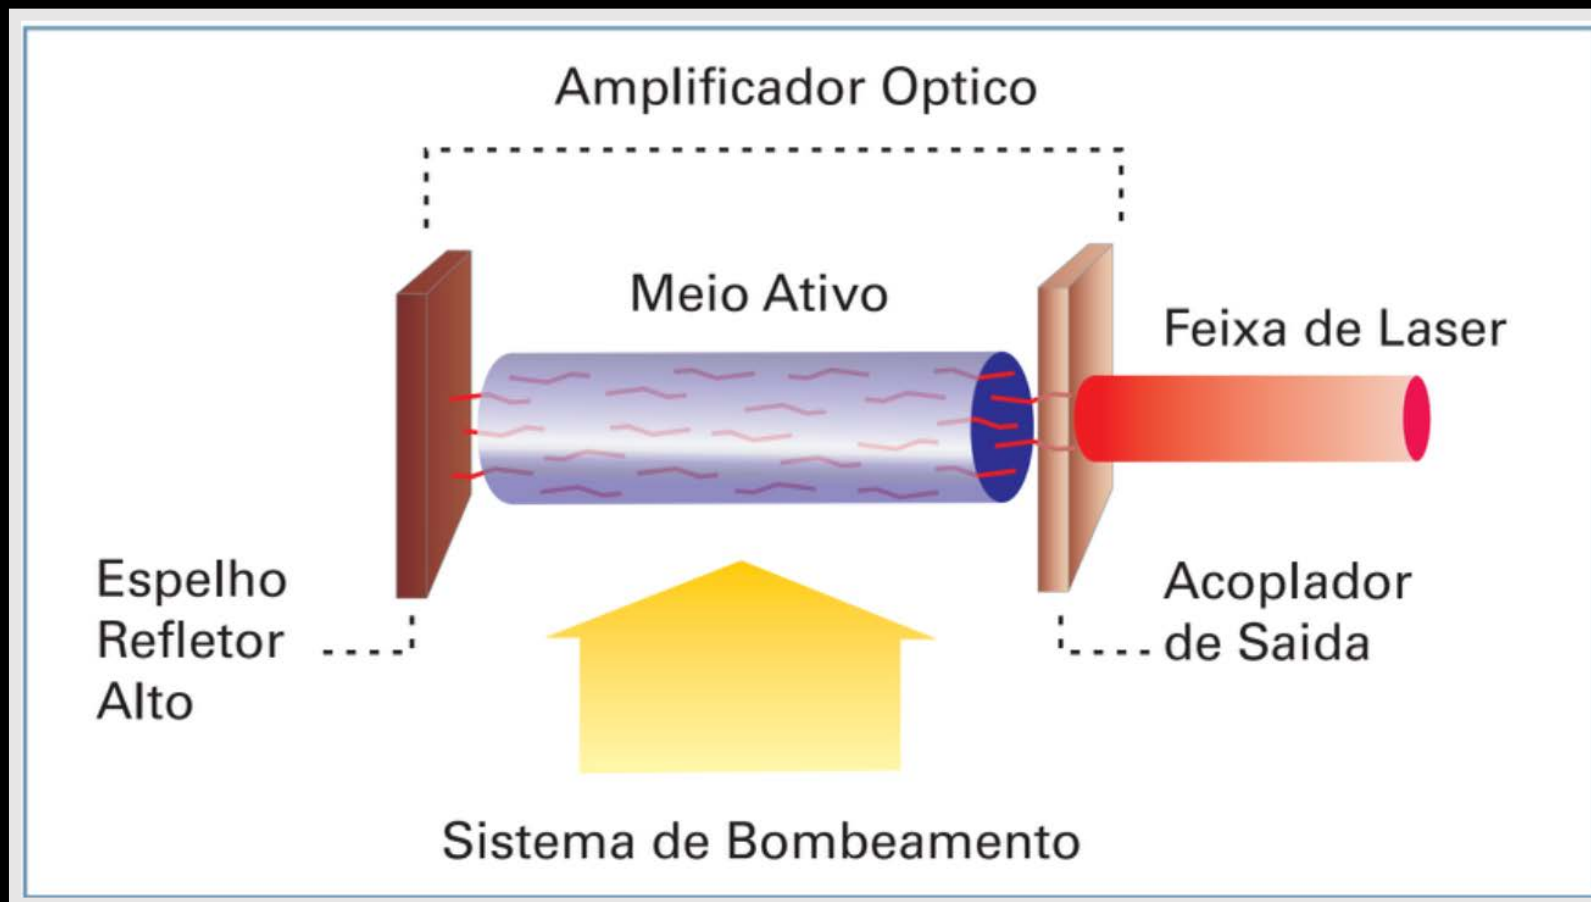 Amplificador Optico
Meio Ativo
Feixa de Laser
Espelho
Refletor
Alto
Acoplador
de Saida
Sistema de Bombeamento